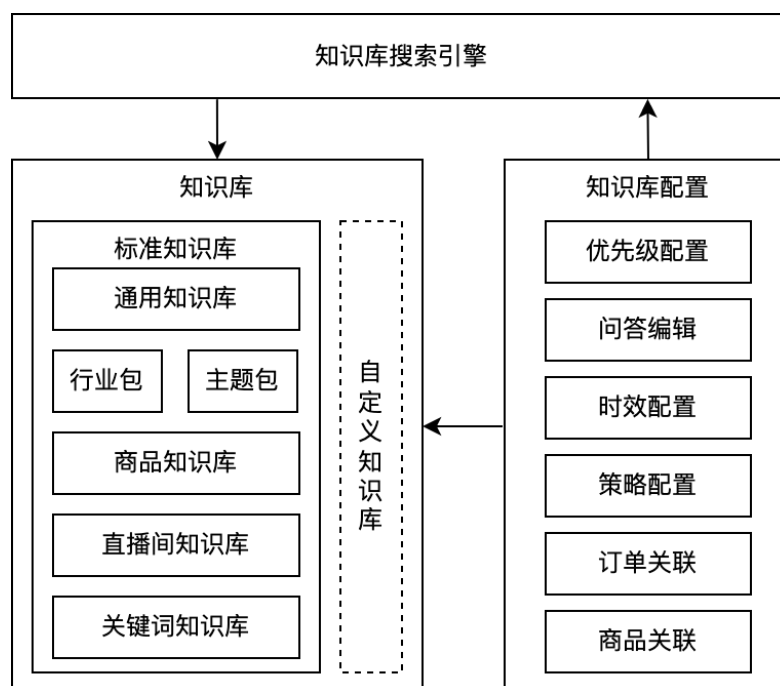 知识库搜索引擎
知识库
标准知识库
通用知识库
行业包
主题包
商品知识库
直播间知识库
关键词知识库
自定义知识库
知识库配置
优先级配置
问答编辑
时效配置
策略配置
订单关联
商品关联